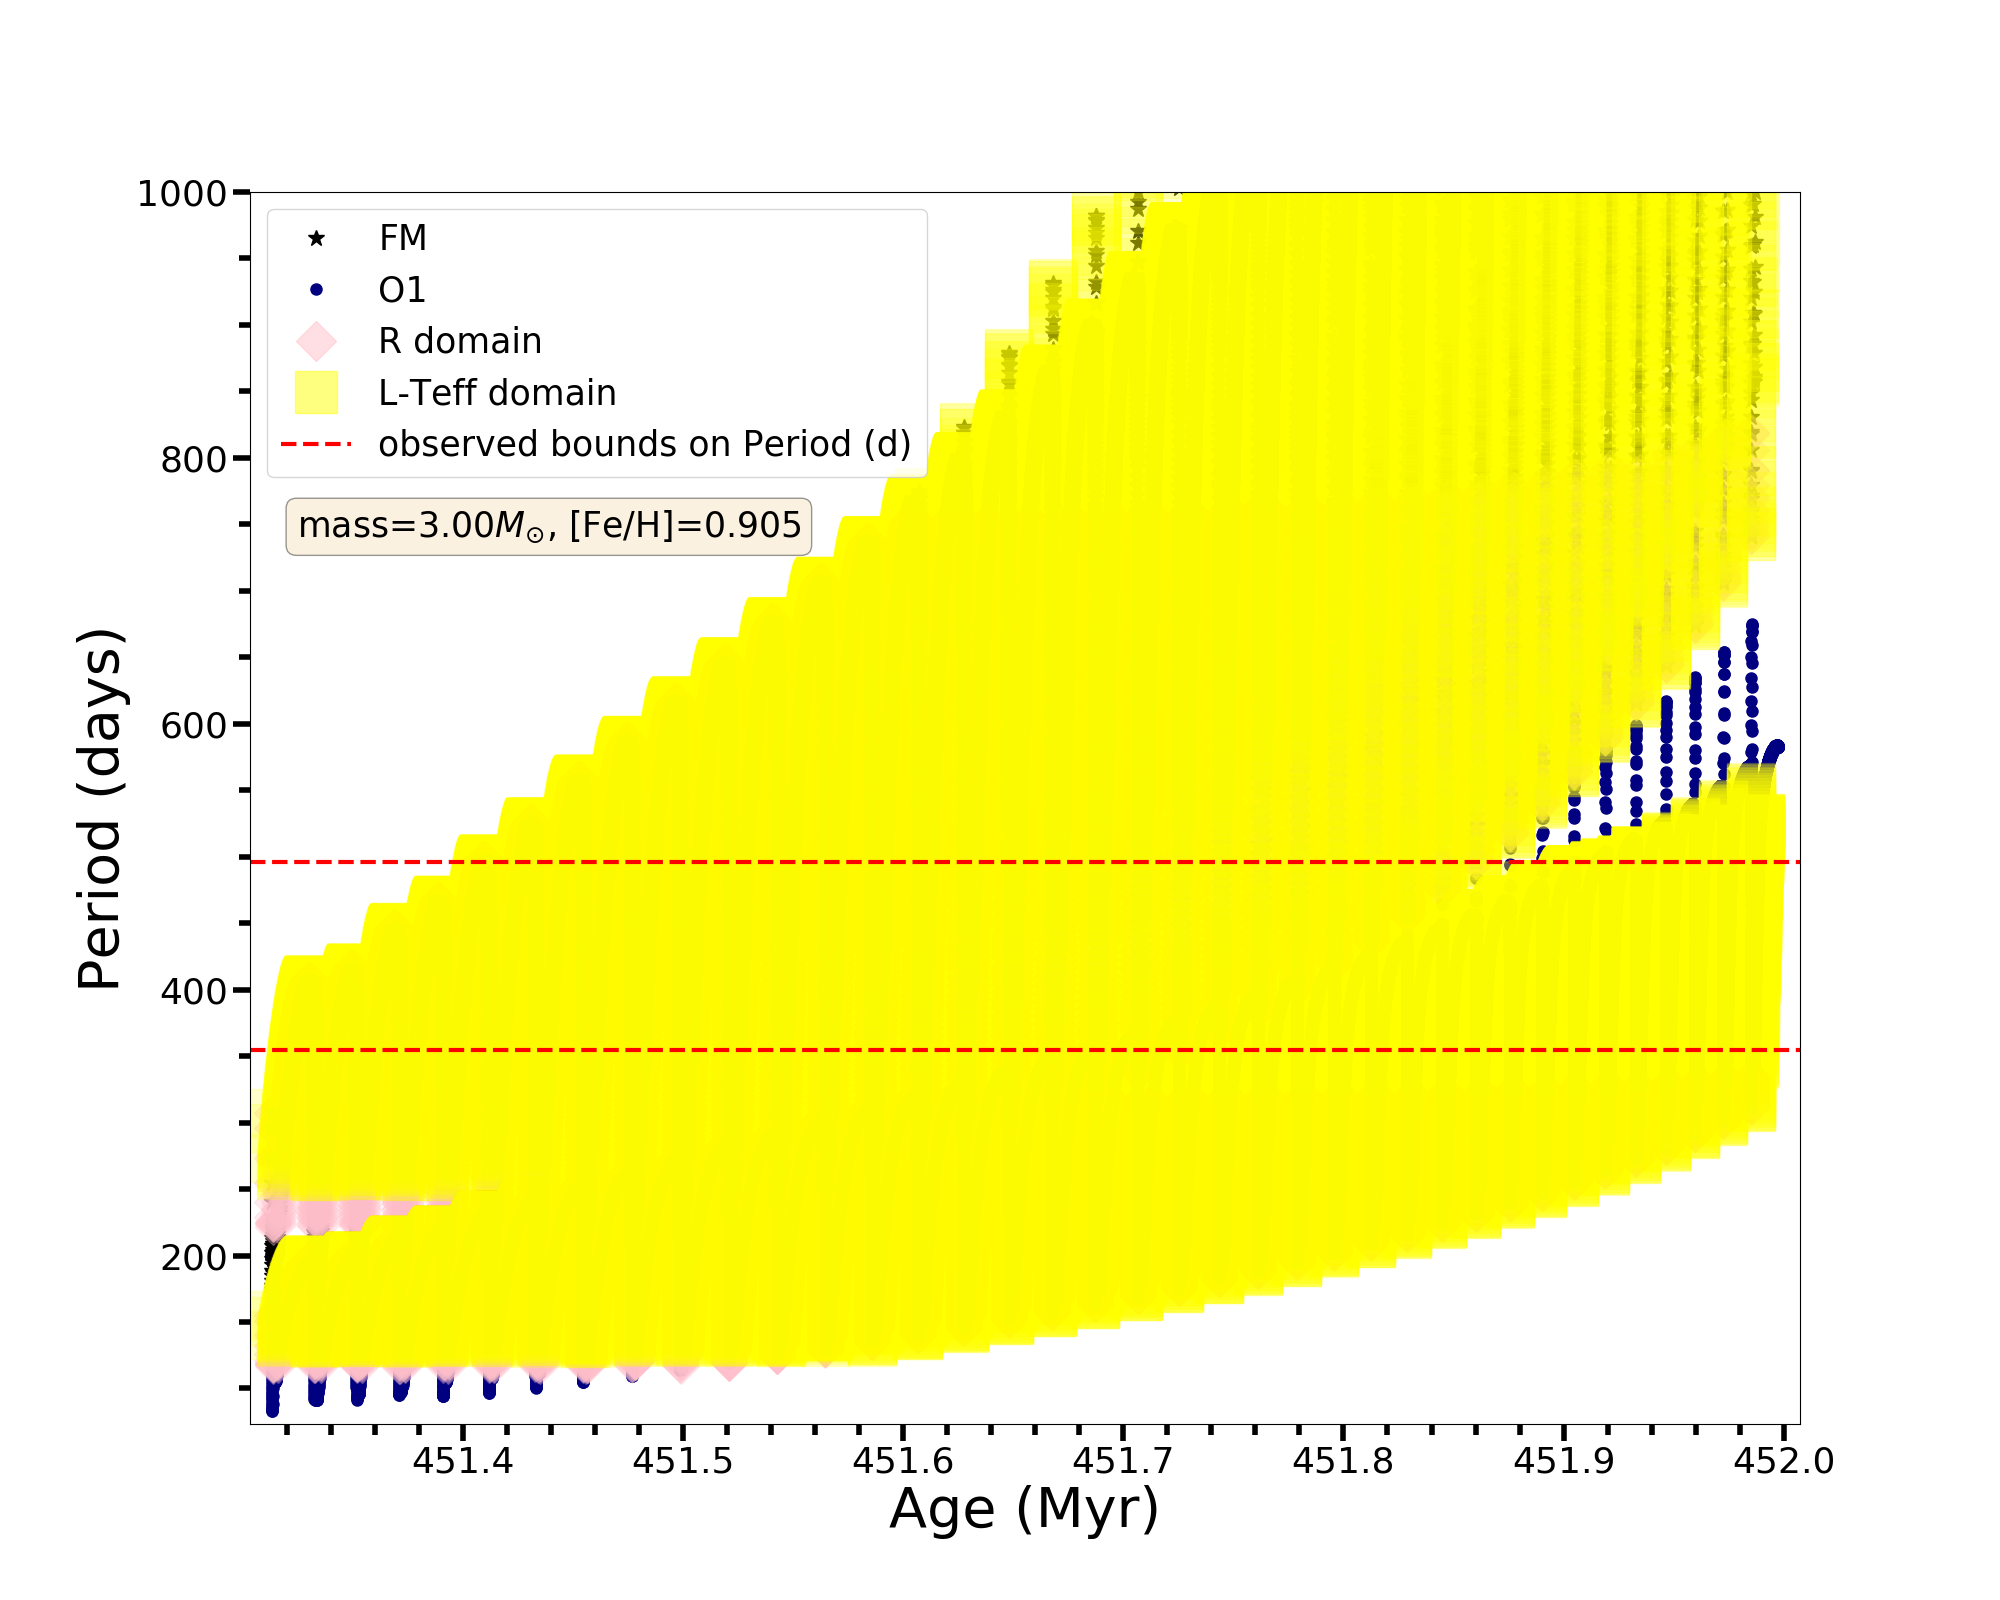 1000
800
600
400
200
Period (days)
FM
O1
R domain
L-Teff domain
observed bounds on Period (d)
mass=3.00M⊙, [Fe/H]=0.905
451.4 451.5 451.6 451.7 451.8 451.9 452.0
Age (Myr)